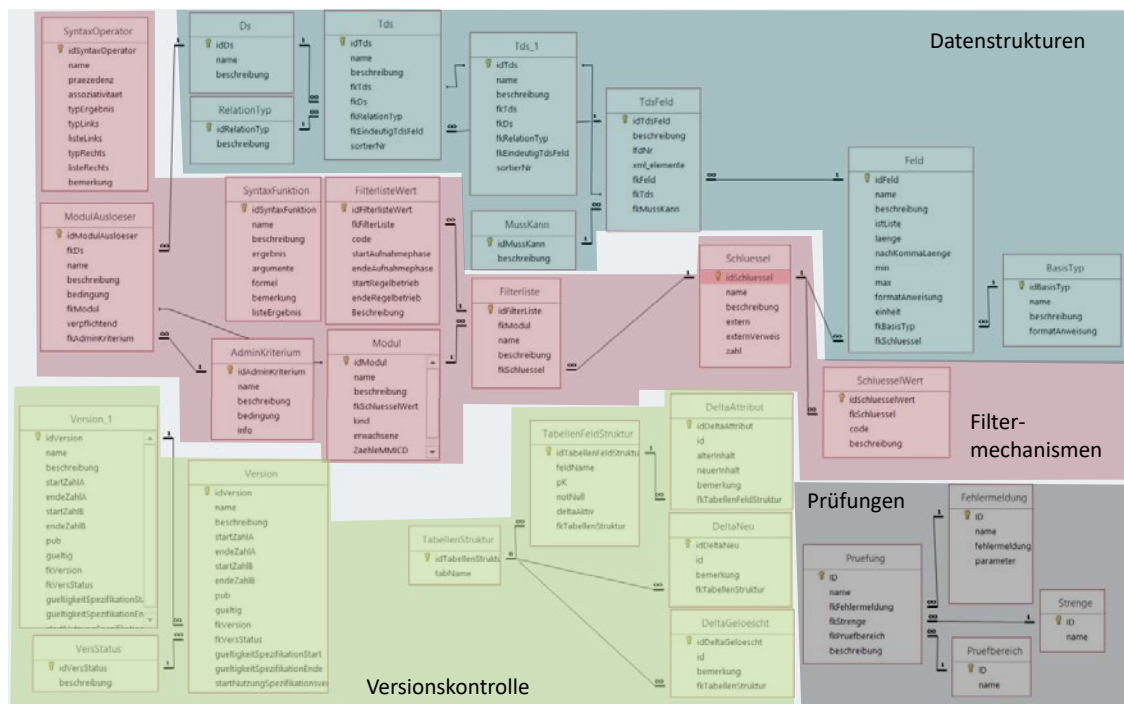 Datenstrukturen
SyntaxOperator
idSyntaxOperator
name
praezedenz
assoziativitaet
typErgebnis
typLinks
listeLinks
typRechts
listeRechts
bemerkung
Ds
idDs
name
beschreibung
RelationTyp
idRelationTyp
beschreibung
Tds
idTds
name
beschreibung
fkTds
fkDs
fkRelationTyp
fkEindeutigTdsFeld
sortierNr
Tds_1
idTds
name
beschreibung
fkTds
fkDs
fkRelationTyp
fkEindeutigTdsFeld
sortierNr
MussKann
idMussKann
beschreibung
TdsFeld
idTdsFeld
beschreibung
lfdNr
xml_elemente
fkFeld
fkTds
fkMussKann
Feld
idFeld
name
beschreibung
istListe
laenge
nachKommaLaenge
min
max
formatAnweisung
einheit
fkBasisTyp
fkSchluessel
BasisTyp
idBasisTyp
name
beschreibung
formatAnweisung
ModulAusloeser
idModulAusloeser
fkDs
name
beschreibung
bedingung
fkModul
verpflichtend
fkAdminKriterium
SyntaxFunktion
idSyntaxFunktion
name
beschreibung
ergebnis
argumente
formel
bemerkung
listeErgebnis
FilterlisteWert
idFilterlisteWert
fkFilterListe
code
startAufnahmephase
endeAufnahmephase
startRegelbetrieb
endeRegelbetrieb
Beschreibung
AdminKriterium
idAdminKriterium
name
beschreibung
bedingung
info
Modul
idModul
name
beschreibung
fkSchluesselWert
kind
erwachsene
ZaehleMMICD
Filterliste
idFilterListe
fkModul
name
beschreibung
fkSchluessel
Schluessel
idSchluessel
name
beschreibung
extern
externVerweis
zahl
SchluesselWert
idSchluesselWert
fkSchluessel
code
beschreibung
Filter-
mechanismen
Version_1
idVersion
name
beschreibung
startZahlA
endeZahlA
startZahlB
endeZahlB
pub
gueltig
fkVersion
fkVersStatus
gueltigkeitSpezifikationSta
gueltigkeitSpezifikationEn
VersStatus
idVersStatus
beschreibung
Version
idVersion
name
beschreibung
startZahlA
endeZahlA
startZahlB
endeZahlB
pub
gueltig
fkVersion
fkVersStatus
gueltigkeitSpezifikationStart
gueltigkeitSpezifikationEnde
startNutzungSpezifikationsver
TabellenStruktur
idTabellenStruktu
tabName
TabellenFeldStruktur
idTabellenFeldStruktu
feldName
pK
notNull
deltaAktiv
fkTabellenStruktur
DeltaAttribut
idDeltaAttribut
id
alterInhalt
neuerInhalt
bemerkung
fkTabellenFeldStruktur
DeltaNeu
idDeltaNeu
id
bemerkung
fkTabellenStruktur
DeltaGeloescht
idDeltaGeloescht
id
bemerkung
fkTabellenStruktur
Versionskontrolle
Prüfungen
Pruefung
ID
name
fkFehlermeldung
fkStrenge
fkPruefbereich
beschreibung
Fehlermeldung
ID
name
fehlermeldung
parameter
Strenge
ID
name
Pruefbereich
ID
name